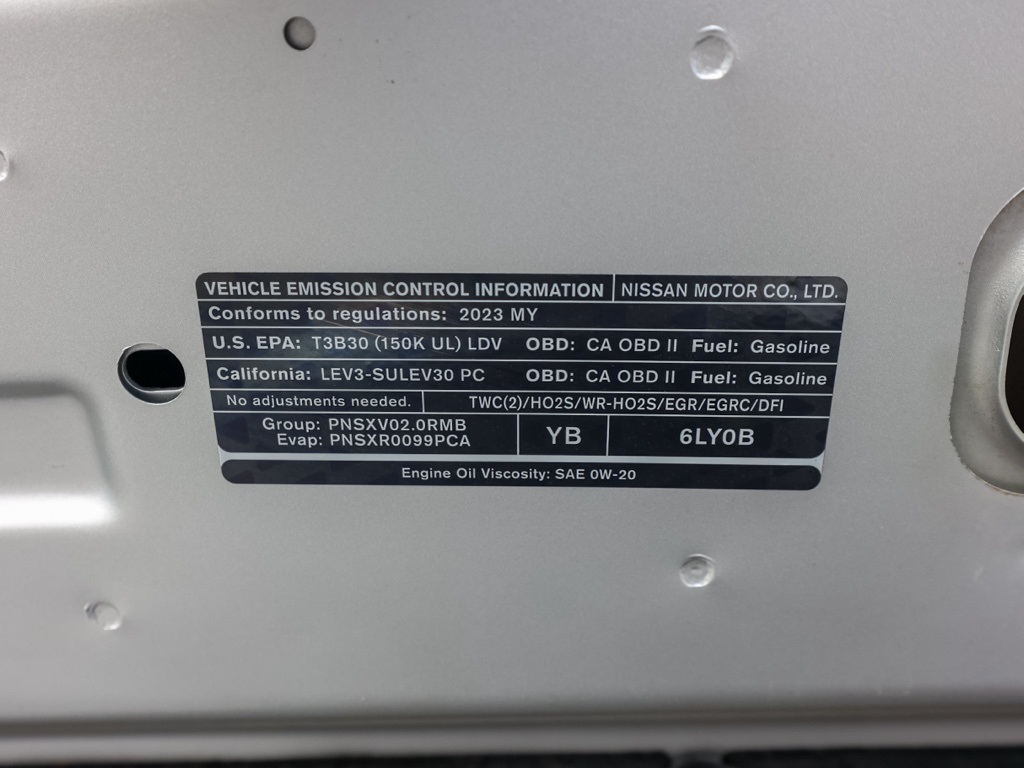 VEHICLE EMISSION CONTROL INFORMATION NISSAN MOTOR CO., LTD.
Conforms to regulations: 2023 MY
U.S. EPA: T3B30 (150K UL) LDV OBD: CA OBD II Fuel: Gasoline
California: LEV3-SULEV30 PC OBD: CA OBD II Fuel: Gasoline
No adjustments needed. TWC(2)/HO2S/WR-HO2S/EGR/EGRC/DFI
Group: PNSXV02.0RMB
Evap: PNSXR0099PCA
YB
6LY0B
Engine Oil Viscosity: SAE 0W-20